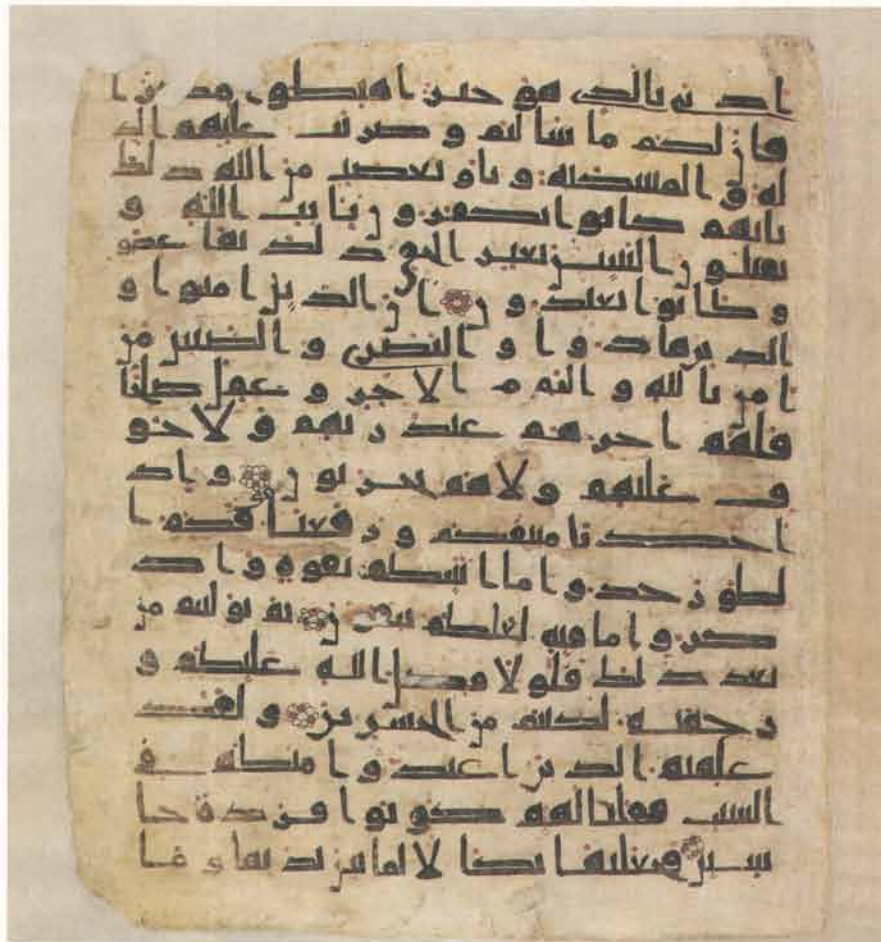 ادنى بالذى هو خير اهبطوا مصرا
فان لكم ما سالتم وضربت عليهم الذ
لة والمسكنة وباو بغضب من الله ذلك
بانهم كانوا يكفرون بايت الله و
يقتلون النبين بغير الحق ذلك بما عصو
وكانوا يعتدون ان الذين امنوا و
الذين هادوا والنصرى والصبين من
امن بالله واليوم الاخر وعمل صلحا
فلهم اجرهم عند ربهم ولا خو
ف عليهم ولا هم يحزنون واذ
اخذنا ميثقكم ورفعنا فوقكم ا
لطور خذوا ما اتينكم بقوة واذ
كروا ما فيه لعلكم تتقون ثم توليتم من
بعد ذلك فلولا فضل الله عليكم و
رحمته لكنتم من الخسرين ولقد
علمتم الذين اعتدوا منكم فى
السبت فقلنا لهم كونوا قردة خا
سين فجعلنها نكلا لما بين يديها وما